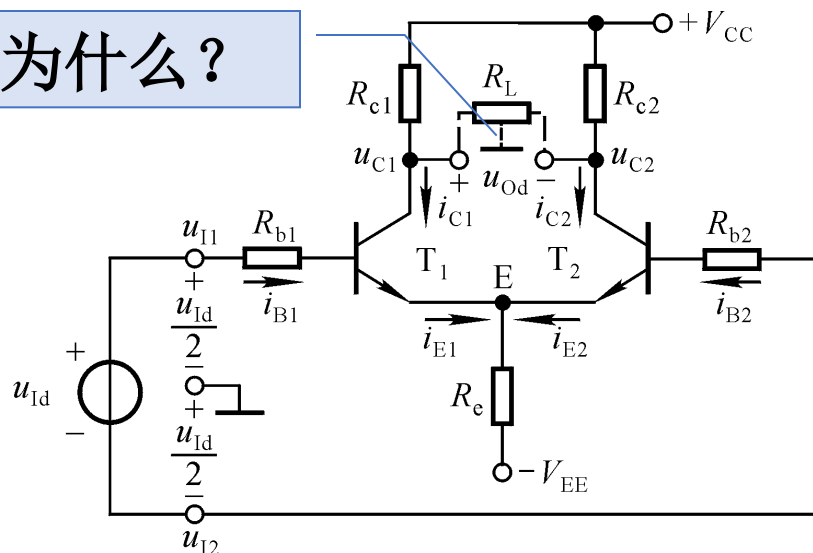 为什么?
+V_CC
R_c1
R_L
R_c2
u_C1
+
u_Od
−
u_C2
i_C1
i_C2
u_I1
R_b1
T_1
T_2
R_b2
+
i_B1
E
i_B2
u_Id
2
−
i_E1
i_E2
+
u_Id
−
R_e
+
u_Id
2
−
−V_EE
u_I2